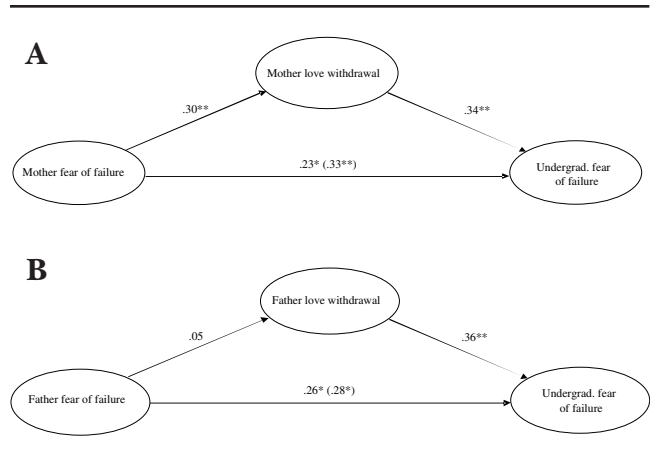 A
Mother love withdrawal
.30**
.34**
Mother fear of failure
.23* (.33**)
Undergrad. fear
of failure
B
Father love withdrawal
.05
.36**
Father fear of failure
.26* (.28*)
Undergrad. fear
of failure